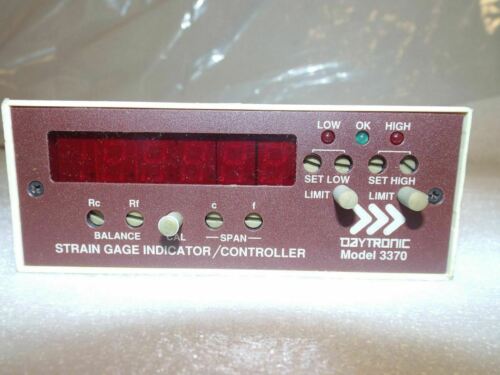 LOW OK HIGH
SET LOW SET HIGH
LIMIT LIMIT
Rc Rf c f
BALANCE CAL SPAN
STRAIN GAGE INDICATOR/CONTROLLER
DAYTRONIC
Model 3370